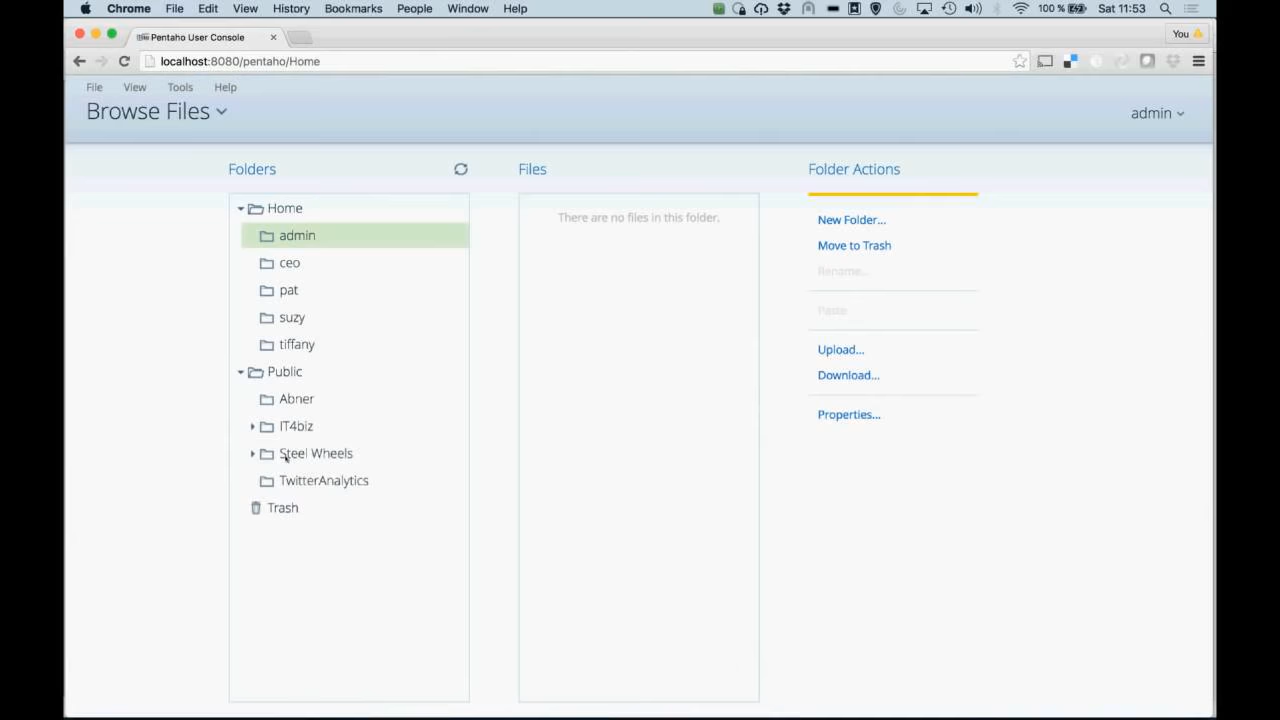 Chrome File Edit View History Bookmarks People Window Help 100 % Sat 11:53
Pentaho User Console You
localhost:8080/pentaho/Home
File View Tools Help
Browse Files admin
Folders Files Folder Actions
Home
admin
ceo
pat
suzy
tiffany
Public
Abner
IT4biz
Steel Wheels
TwitterAnalytics
Trash
There are no files in this folder.
New Folder...
Move to Trash
Rename...
Paste
Upload...
Download...
Properties...